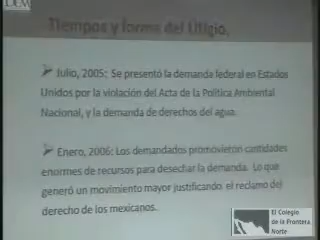 Tiempos y forma del Litigio,
➢ Julio, 2005: Se presentó la demanda federal en Estados
Unidos por la violación del Acta de la Política Ambiental
Nacional, y la demanda de derechos del agua.
➢ Enero, 2006: Los demandados promovieron cantidades
enormes de recursos para desechar la demanda. Lo que
generó un movimiento mayor justificando el reclamo del
derecho de los mexicanos.
El Colegio
de la Frontera
Norte